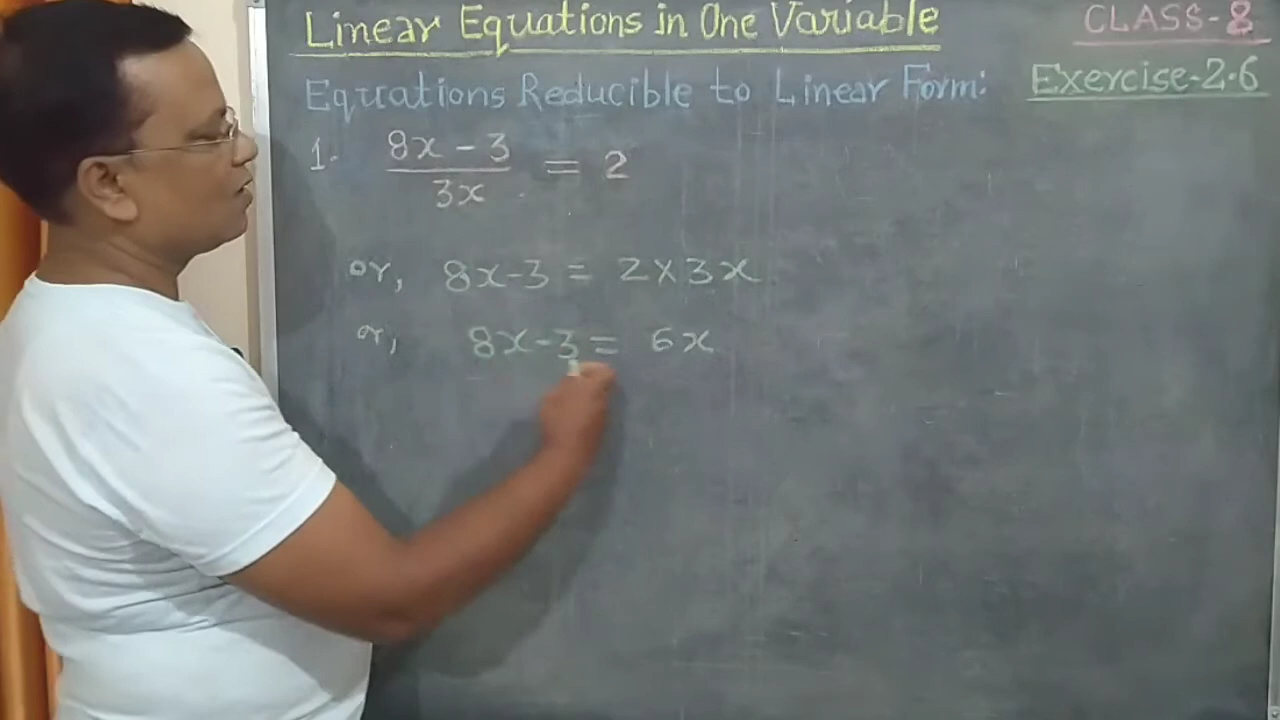 Linear Equations in One Variable CLASS-8
Equations Reducible to Linear Form: Exercise-2.6
1. 8x - 3 / 3x = 2
or, 8x-3 = 2×3x
or, 8x-3 = 6x